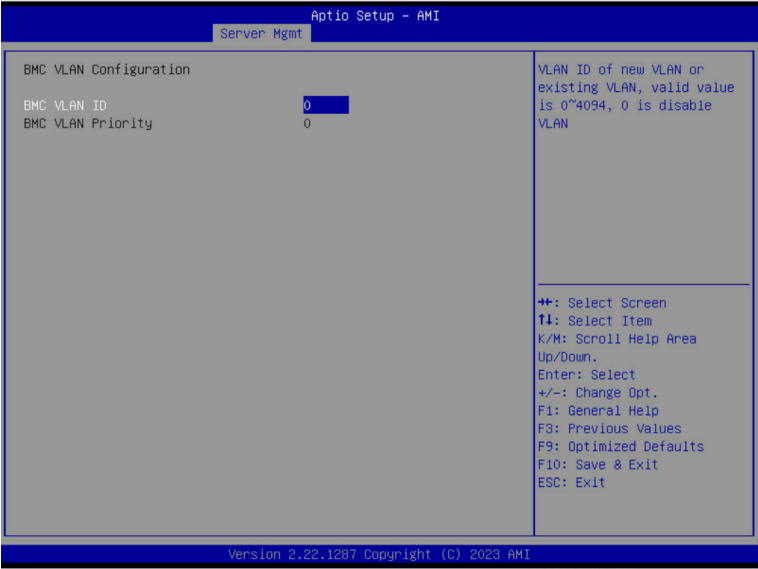 Aptio Setup - AMI
Server Mgmt
BMC VLAN Configuration
BMC VLAN ID 0
BMC VLAN Priority 0
VLAN ID of new VLAN or
existing VLAN, valid value
is 0~4094, 0 is disable
VLAN
→←: Select Screen
↑↓: Select Item
K/M: Scroll Help Area
Up/Down.
Enter: Select
+/-: Change Opt.
F1: General Help
F3: Previous Values
F9: Optimized Defaults
F10: Save & Exit
ESC: Exit
Version 2.22.1287 Copyright (C) 2023 AMI